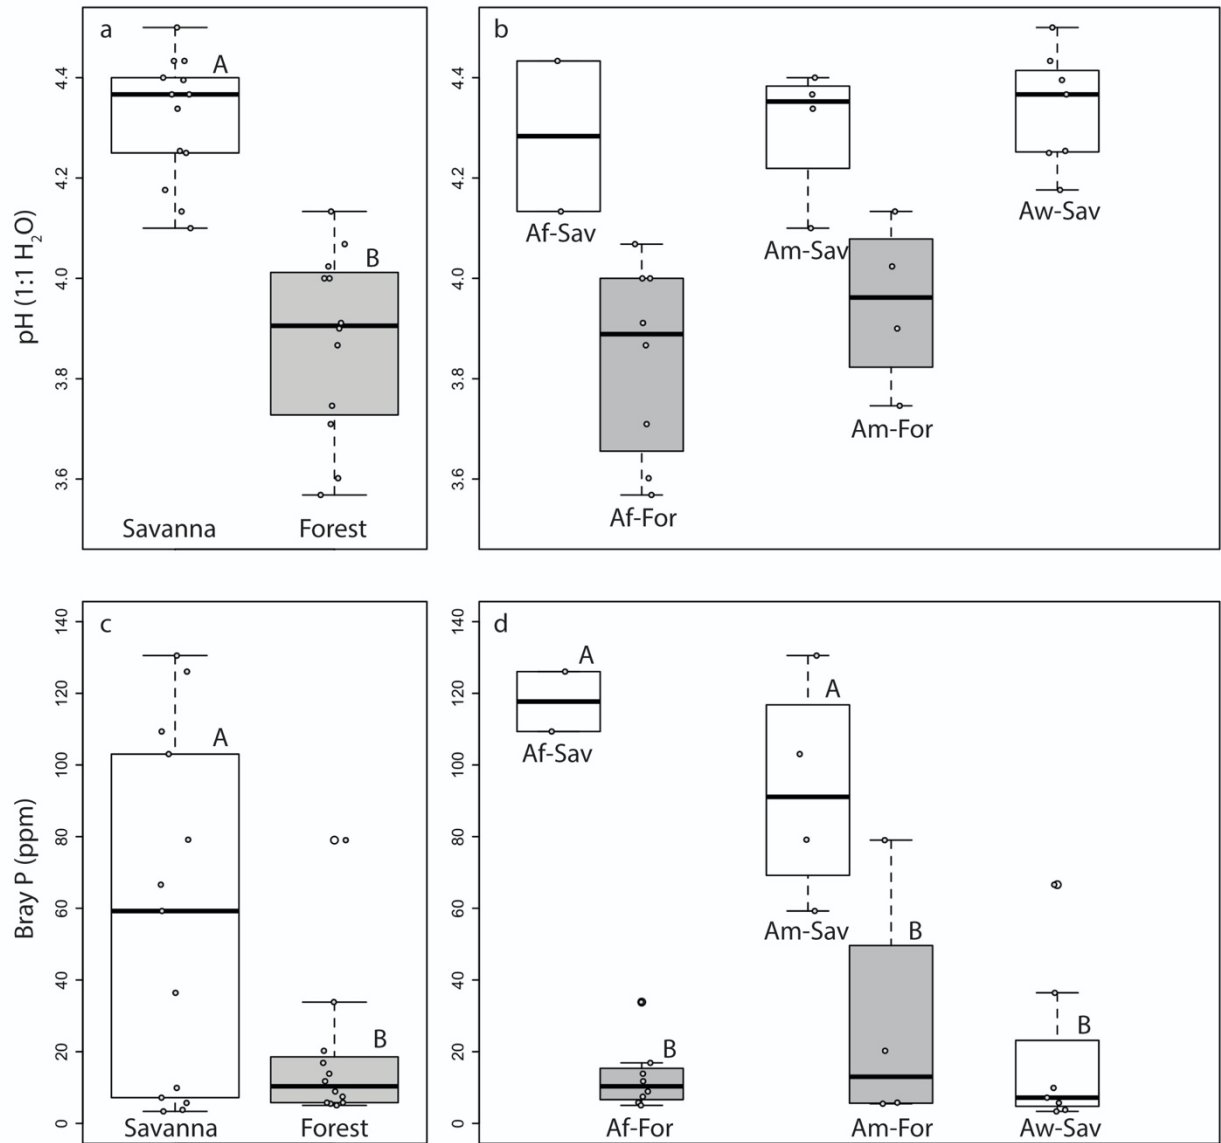 a
A
B
pH (1:1 H2O)
4.4
4.2
4.0
3.8
3.6
Savanna
Forest
b
4.4
4.2
4.0
3.8
3.6
Af-Sav
Am-Sav
Aw-Sav
Am-For
Af-For
c
A
B
Bray P (ppm)
140
120
100
80
60
40
20
0
Savanna
Forest
d
140
120
100
80
60
40
20
0
A
Af-Sav
A
Am-Sav
B
B
B
Af-For
Am-For
Aw-Sav